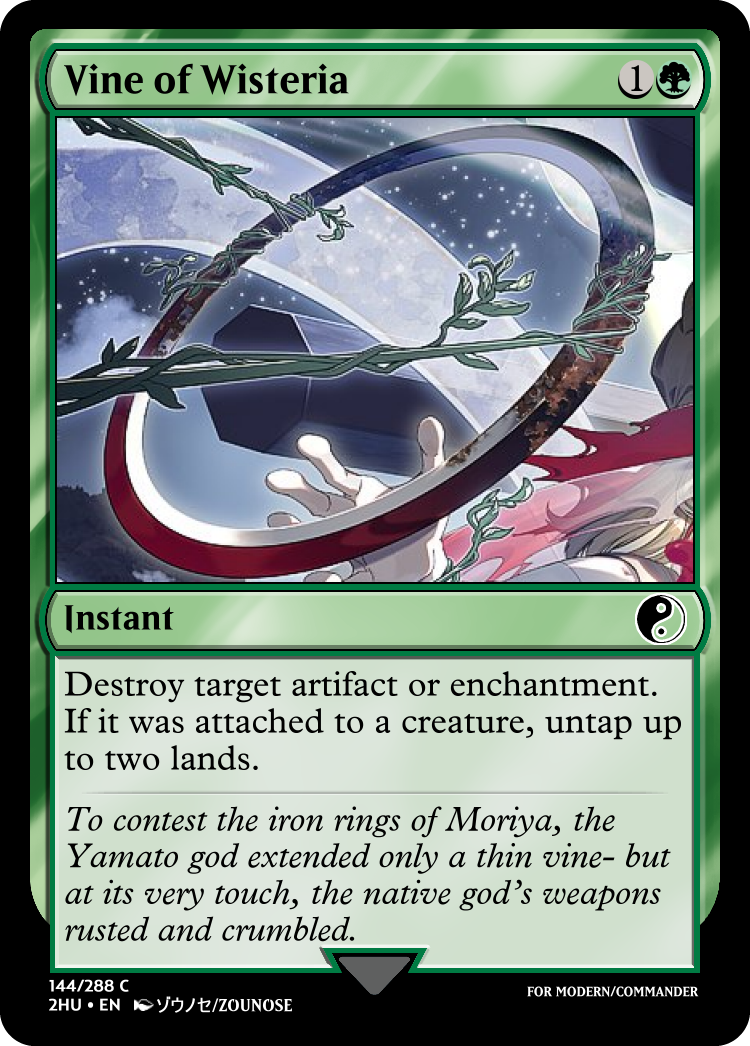 Vine of Wisteria
1
Instant
Destroy target artifact or enchantment.
If it was attached to a creature, untap up
to two lands.
To contest the iron rings of Moriya, the
Yamato god extended only a thin vine- but
at its very touch, the native god's weapons
rusted and crumbled.
144/288 C
2HU • EN ゾウノセ/ZOUNOSE
FOR MODERN/COMMANDER